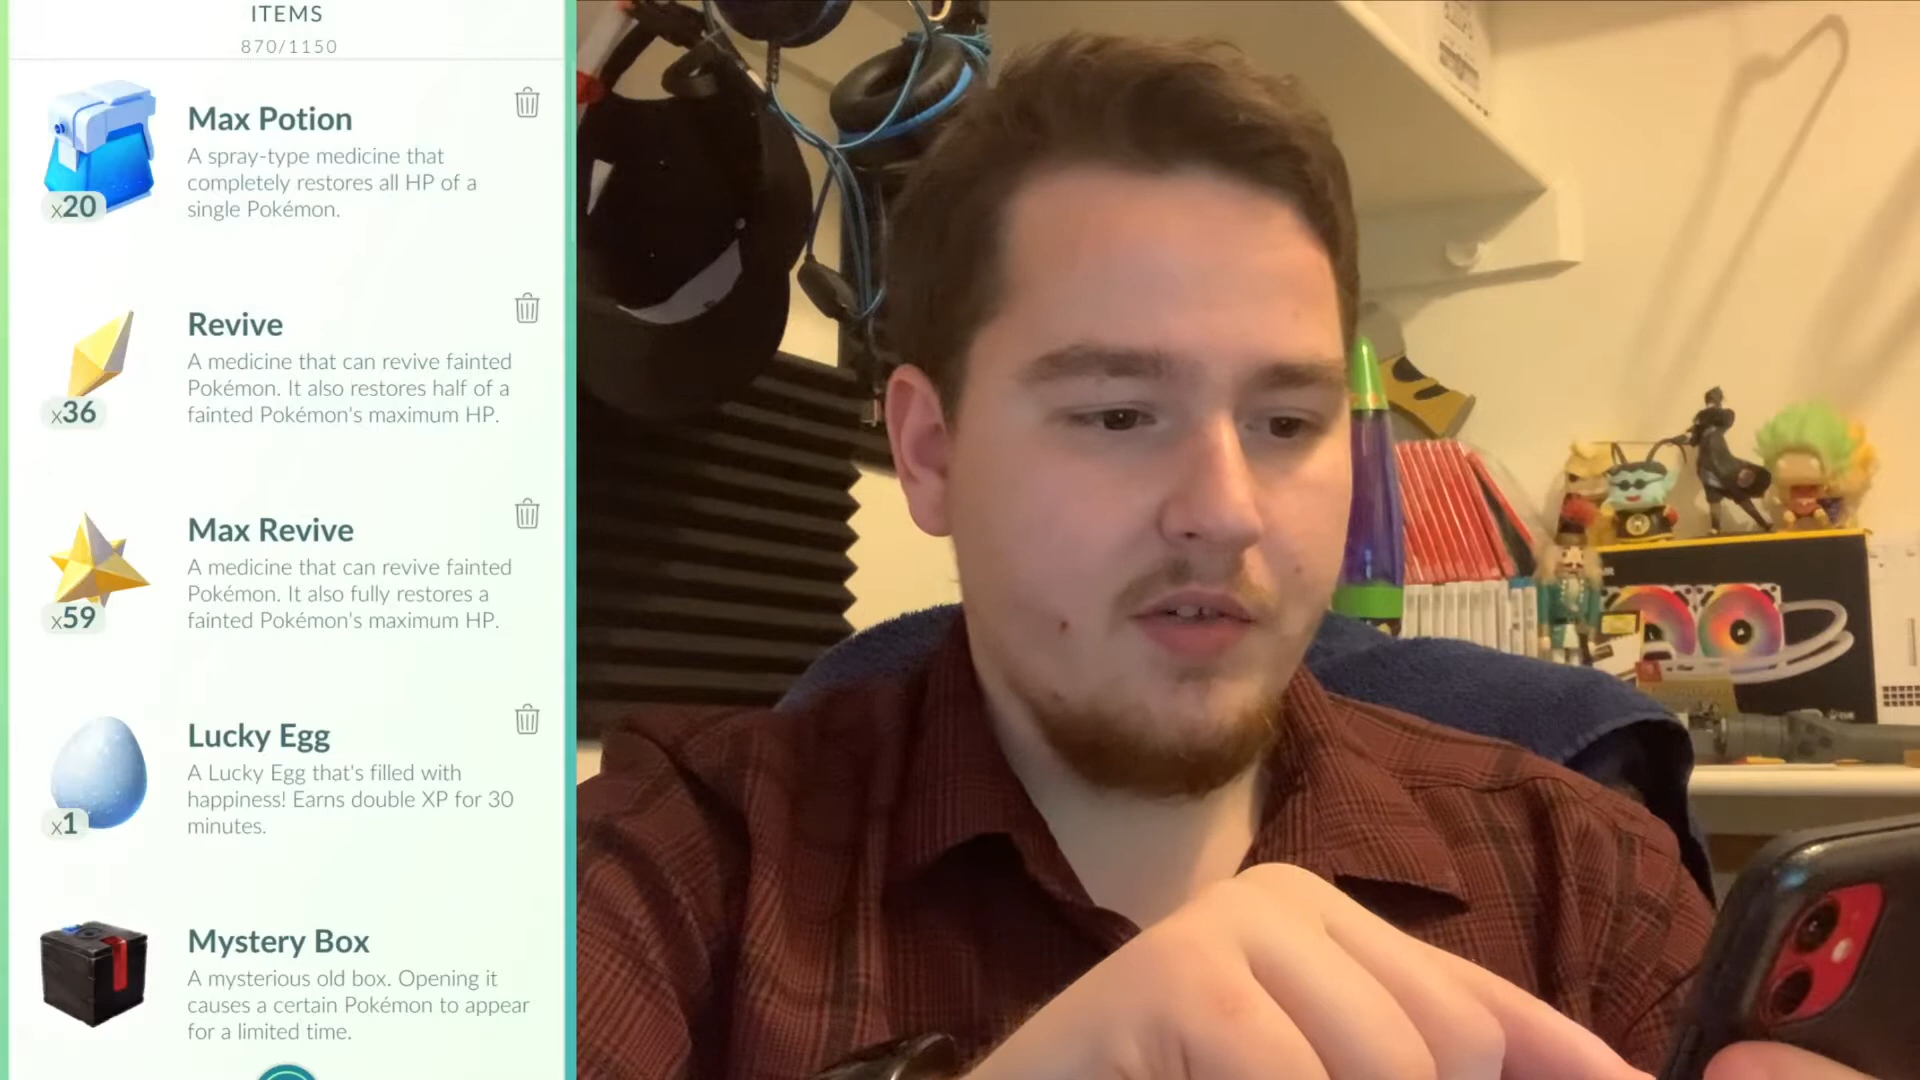 ITEMS
870/1150
Max Potion
A spray-type medicine that
completely restores all HP of a
single Pokémon.
x20
Revive
A medicine that can revive fainted
Pokémon. It also restores half of a
fainted Pokémon's maximum HP.
x36
Max Revive
A medicine that can revive fainted
Pokémon. It also fully restores a
fainted Pokémon's maximum HP.
x59
Lucky Egg
A Lucky Egg that's filled with
happiness! Earns double XP for 30
minutes.
x1
Mystery Box
A mysterious old box. Opening it
causes a certain Pokémon to appear
for a limited time.